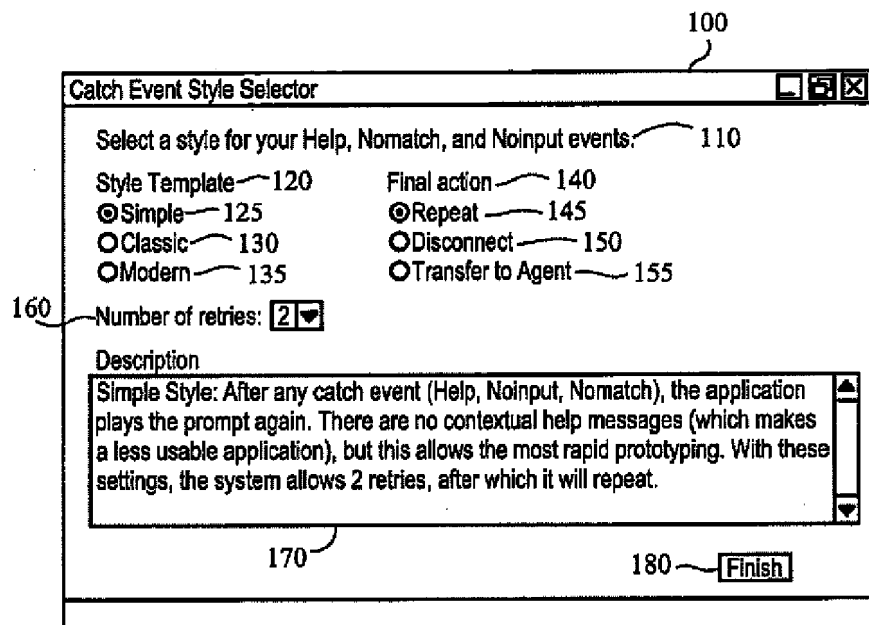 100
Catch Event Style Selector
Select a style for your Help, Nomatch, and Noinput events. 110
Style Template 120 Final action 140
Simple 125 Repeat 145
Classic 130 Disconnect 150
Modern 135 Transfer to Agent 155
160 Number of retries: 2
Description
Simple Style: After any catch event (Help, Noinput, Nomatch), the application
plays the prompt again. There are no contextual help messages (which makes
a less usable application), but this allows the most rapid prototyping. With these
settings, the system allows 2 retries, after which it will repeat.
170
180 Finish